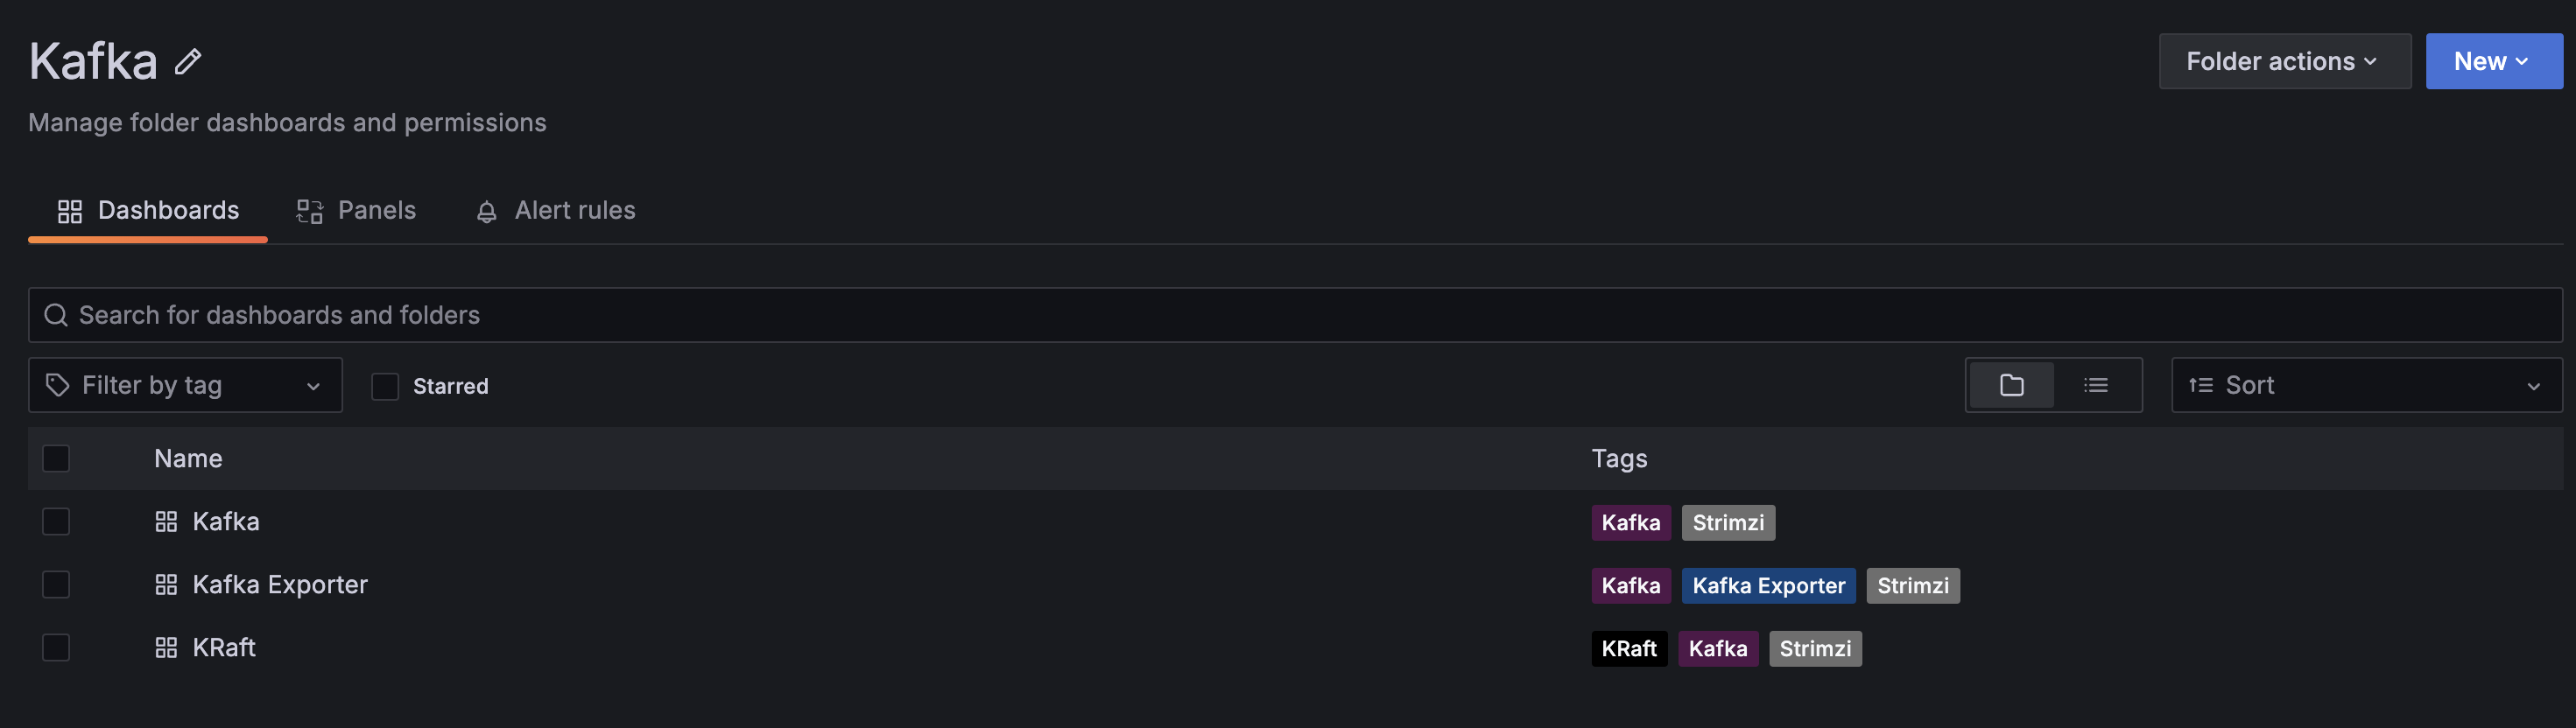 Kafka
Folder actions
New
Manage folder dashboards and permissions
Dashboards Panels Alert rules
Search for dashboards and folders
Filter by tag Starred Sort
Name Tags
Kafka Kafka Strimzi
Kafka Exporter Kafka Kafka Exporter Strimzi
KRaft KRaft Kafka Strimzi